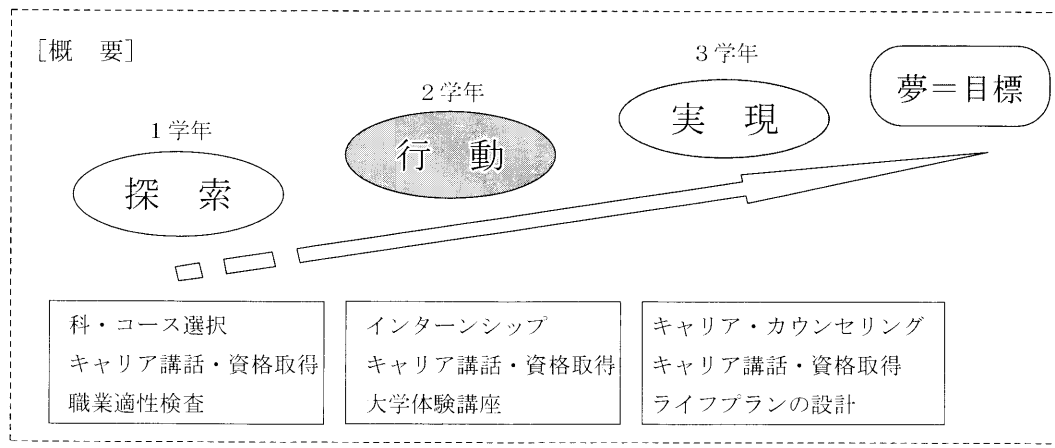 [概　要]
1学年
探　索
2学年
行　動
3学年
実　現
夢＝目標
科・コース選択
キャリア講話・資格取得
職業適性検査
インターンシップ
キャリア講話・資格取得
大学体験講座
キャリア・カウンセリング
キャリア講話・資格取得
ライフプランの設計